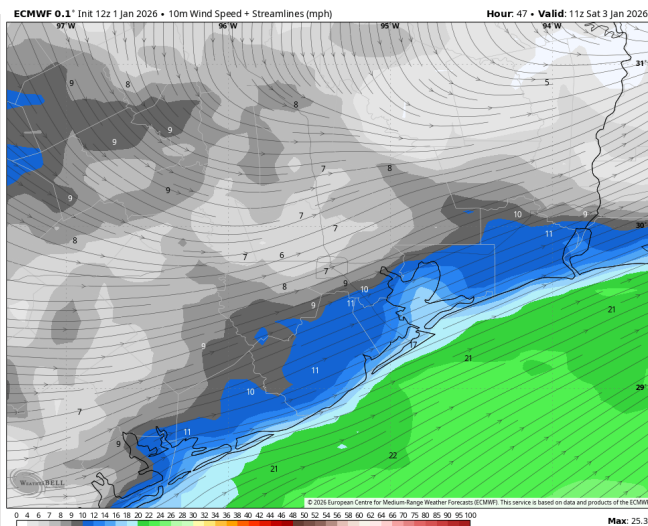 ECMWF 0.1° Init 12z 1 Jan 2026 • 10m Wind Speed + Streamlines (mph)
Hour: 47 • Valid: 11z Sat 3 Jan 2026
97°W 96°W 95°W 94°W
31°
9 8 5
8
9 9
7 8
9
9
7 10 9
7 11 30°
8
7 6
7
8 9 10
9 11 21
9 17
21
11 29°
10
7
11
9
22
21
WeatherBELL
© 2026 European Centre for Medium-Range Weather Forecasts (ECMWF). This service is based on data and products of the ECMWF
0 4 6 8 10 12 14 16 18 20 22 24 26 28 30 32 34 36 38 40 42 44 46 48 50 52 54 56 58 60 62 64 66 68 70 75 80 85 90 95 100
Max: 25.3